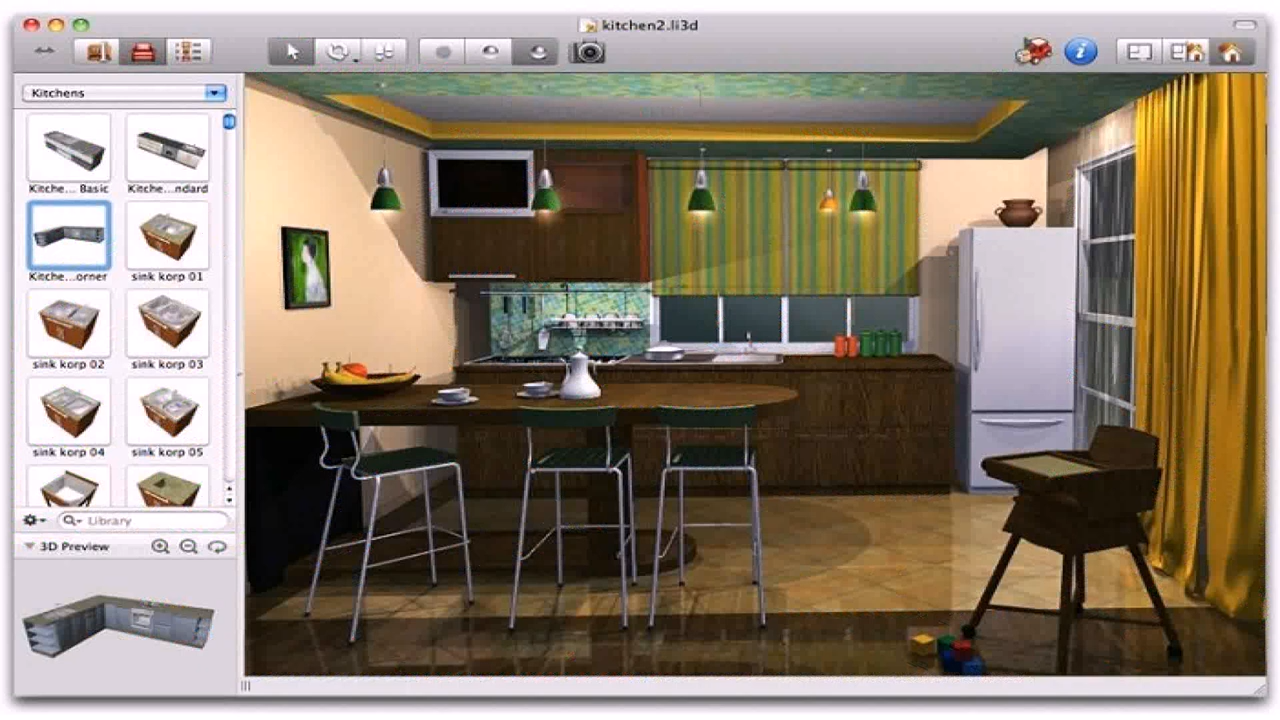 kitchen2.li3d
Kitchens
Kitche... Basic
Kitche...ndard
Kitche...orner
sink korp 01
sink korp 02
sink korp 03
sink korp 04
sink korp 05
Library
3D Preview